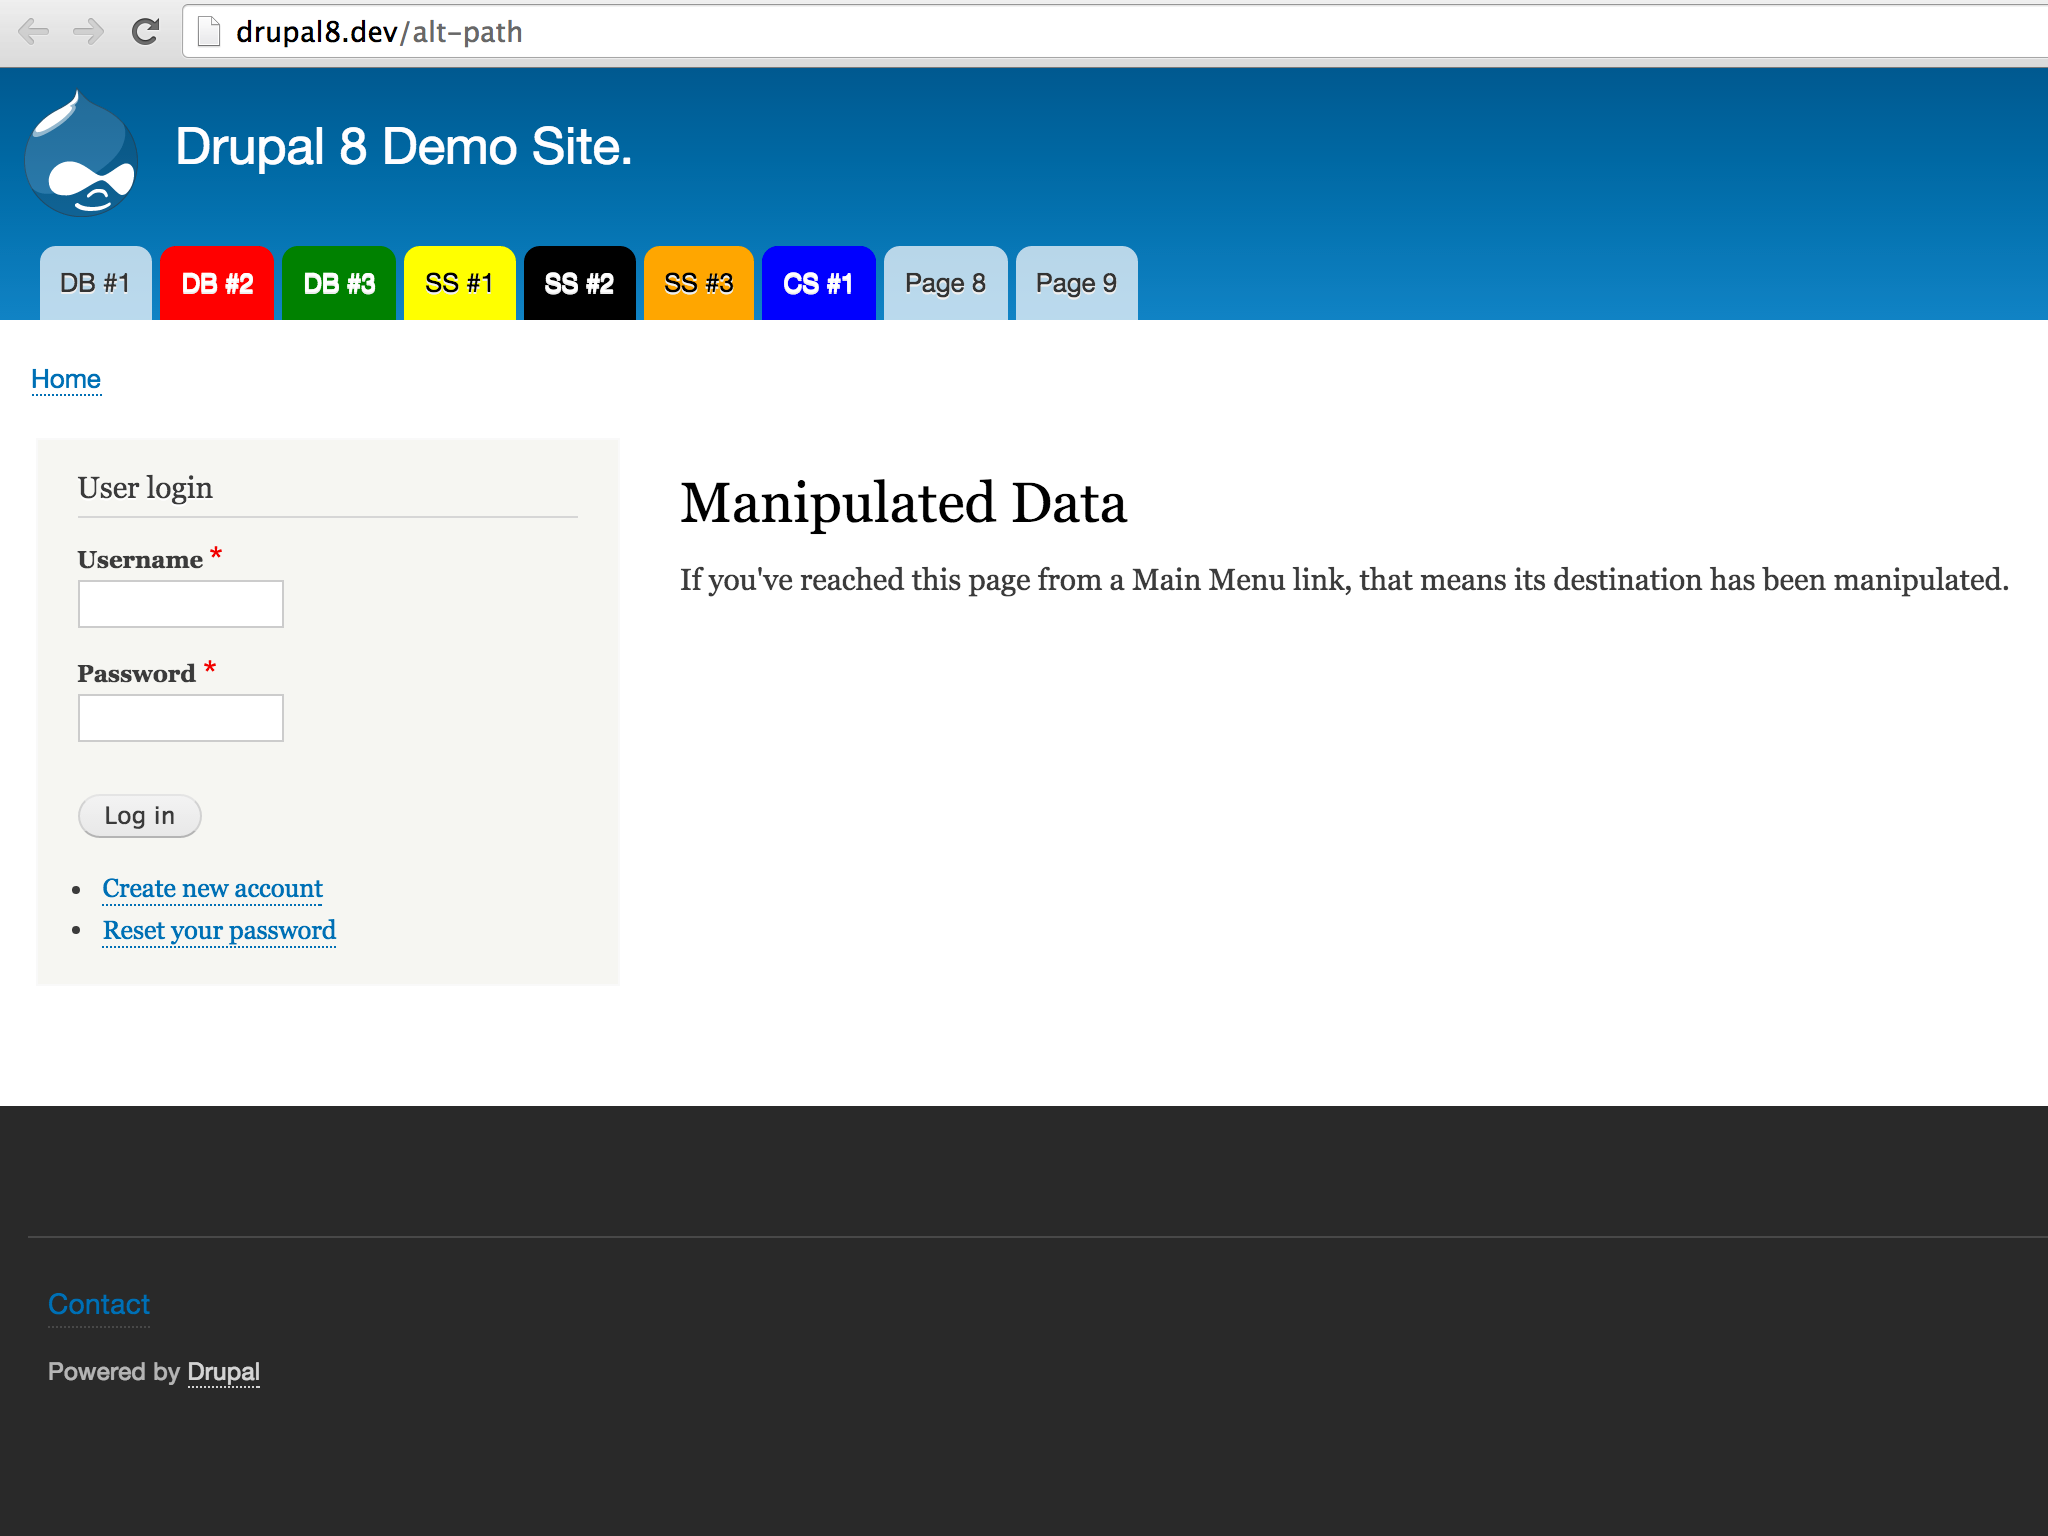 drupal8.dev/alt-path
Drupal 8 Demo Site.
DB #1 DB #2 DB #3 SS #1 SS #2 SS #3 CS #1 Page 8 Page 9
Home
User login
Username *
Password *
Log in
Create new account
Reset your password
Manipulated Data
If you've reached this page from a Main Menu link, that means its destination has been manipulated.
Contact
Powered by Drupal